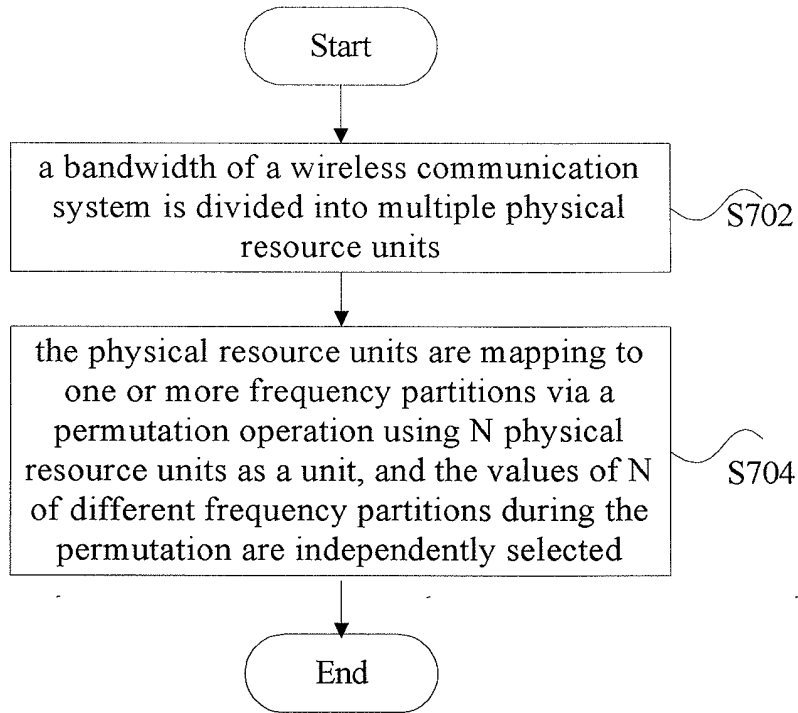 Start
a bandwidth of a wireless communication
system is divided into multiple physical
resource units
S702
the physical resource units are mapping to
one or more frequency partitions via a
permutation operation using N physical
resource units as a unit, and the values of N
of different frequency partitions during the
permutation are independently selected
S704
End